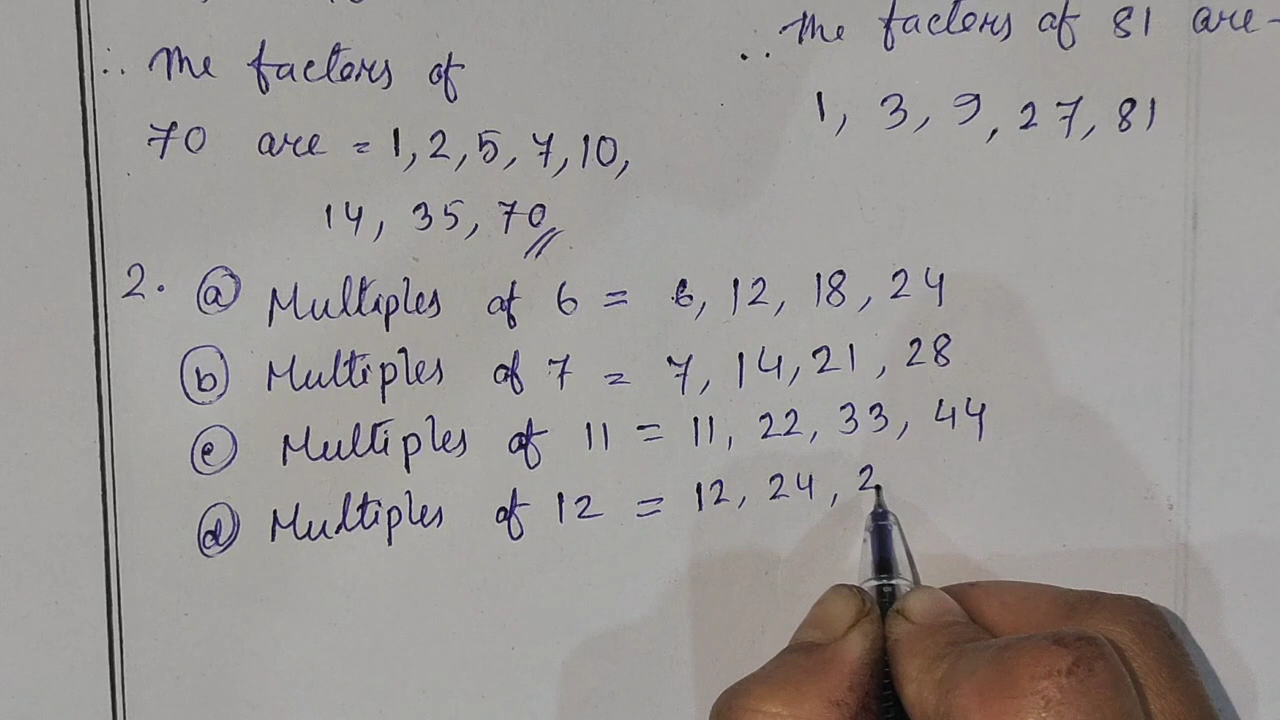 ∴ The factors of
70 are = 1, 2, 5, 7, 10,
14, 35, 70
∴ The factors of 81 are -
1, 3, 9, 27, 81
2. (a) Multiples of 6 = 6, 12, 18, 24
(b) Multiples of 7 = 7, 14, 21, 28
(c) Multiples of 11 = 11, 22, 33, 44
(d) Multiples of 12 = 12, 24,